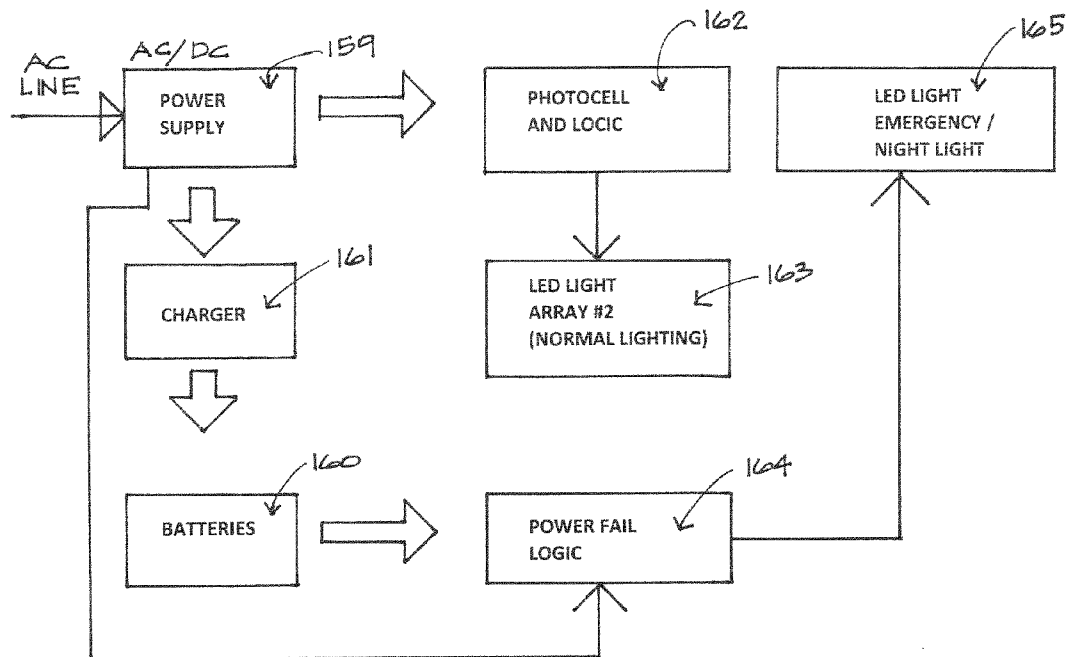 AC
LINE
AC/DC
159
POWER
SUPPLY
162
PHOTOCELL
AND LOCIC
165
LED LIGHT
EMERGENCY /
NIGHT LIGHT
161
CHARGER
163
LED LIGHT
ARRAY #2
(NORMAL LIGHTING)
160
BATTERIES
164
POWER FAIL
LOGIC